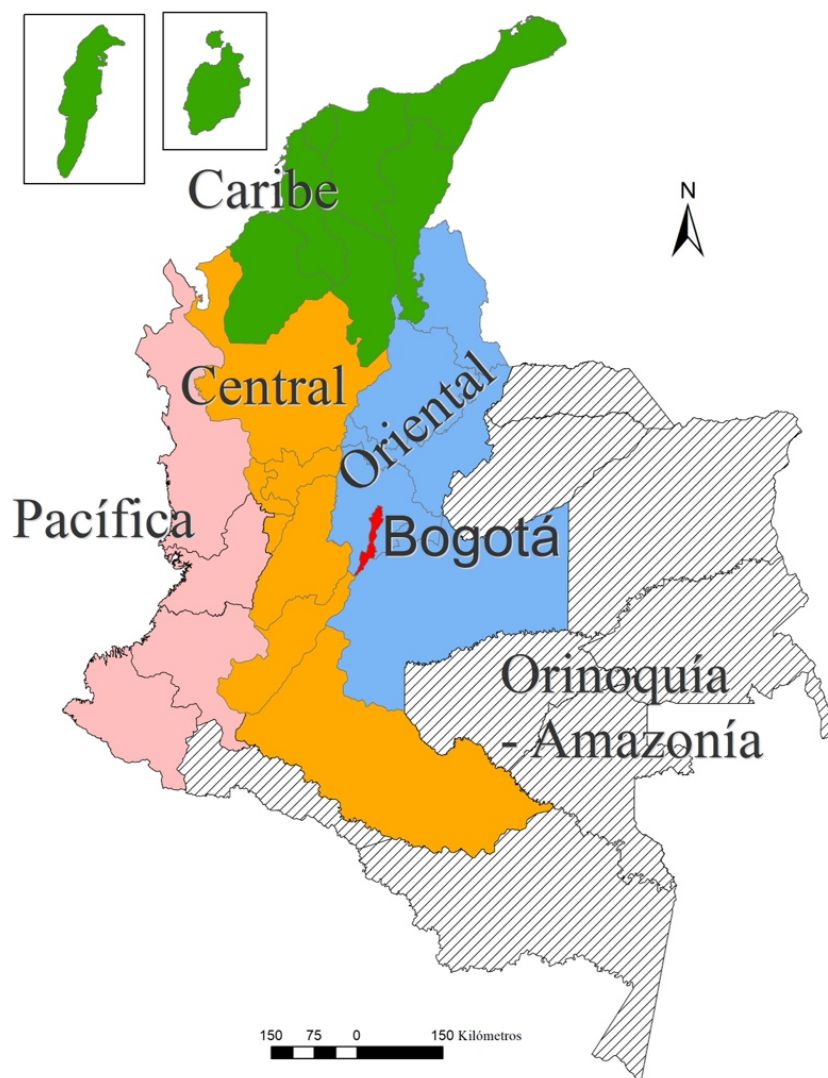 Caribe
N
Central
Oriental
Pacífica
Bogotá
Orinoquía
- Amazonía
150 75 0 150 Kilómetros